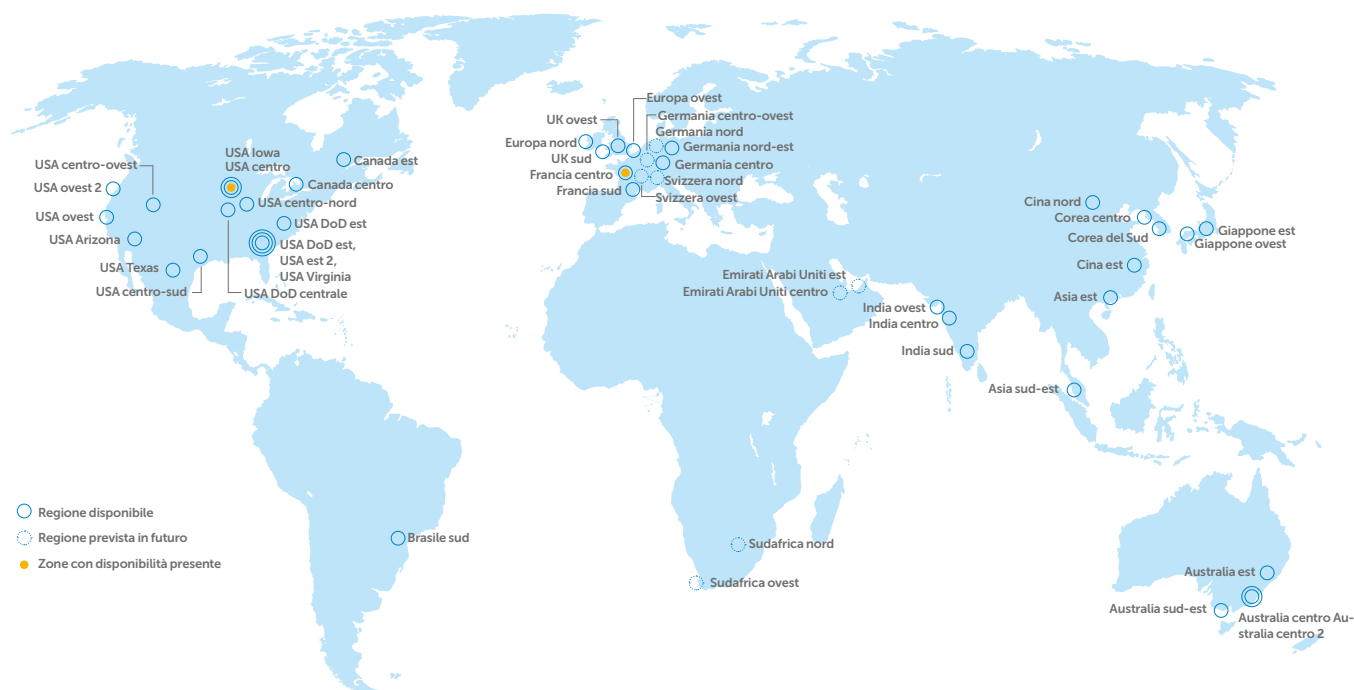 USA centro-ovest
USA ovest 2
USA ovest
USA Arizona
USA Texas
USA centro-sud
USA Iowa
USA centro
Canada est
Canada centro
USA centro-nord
USA DoD est
USA DoD est,
USA est 2,
USA Virginia
USA DoD centrale
Brasile sud
Europa ovest
UK ovest
Germania centro-ovest
Germania nord
Europa nord
Germania nord-est
UK sud
Germania centro
Francia centro
Svizzera nord
Francia sud
Svizzera ovest
Emirati Arabi Uniti est
Emirati Arabi Uniti centro
India ovest
India centro
India sud
Cina nord
Corea centro
Corea del Sud
Giappone est
Giappone ovest
Cina est
Asia est
Asia sud-est
Sudafrica nord
Sudafrica ovest
Australia est
Australia sud-est
Australia centro Au-
stralia centro 2
Regione disponibile
Regione prevista in futuro
Zone con disponibilità presente